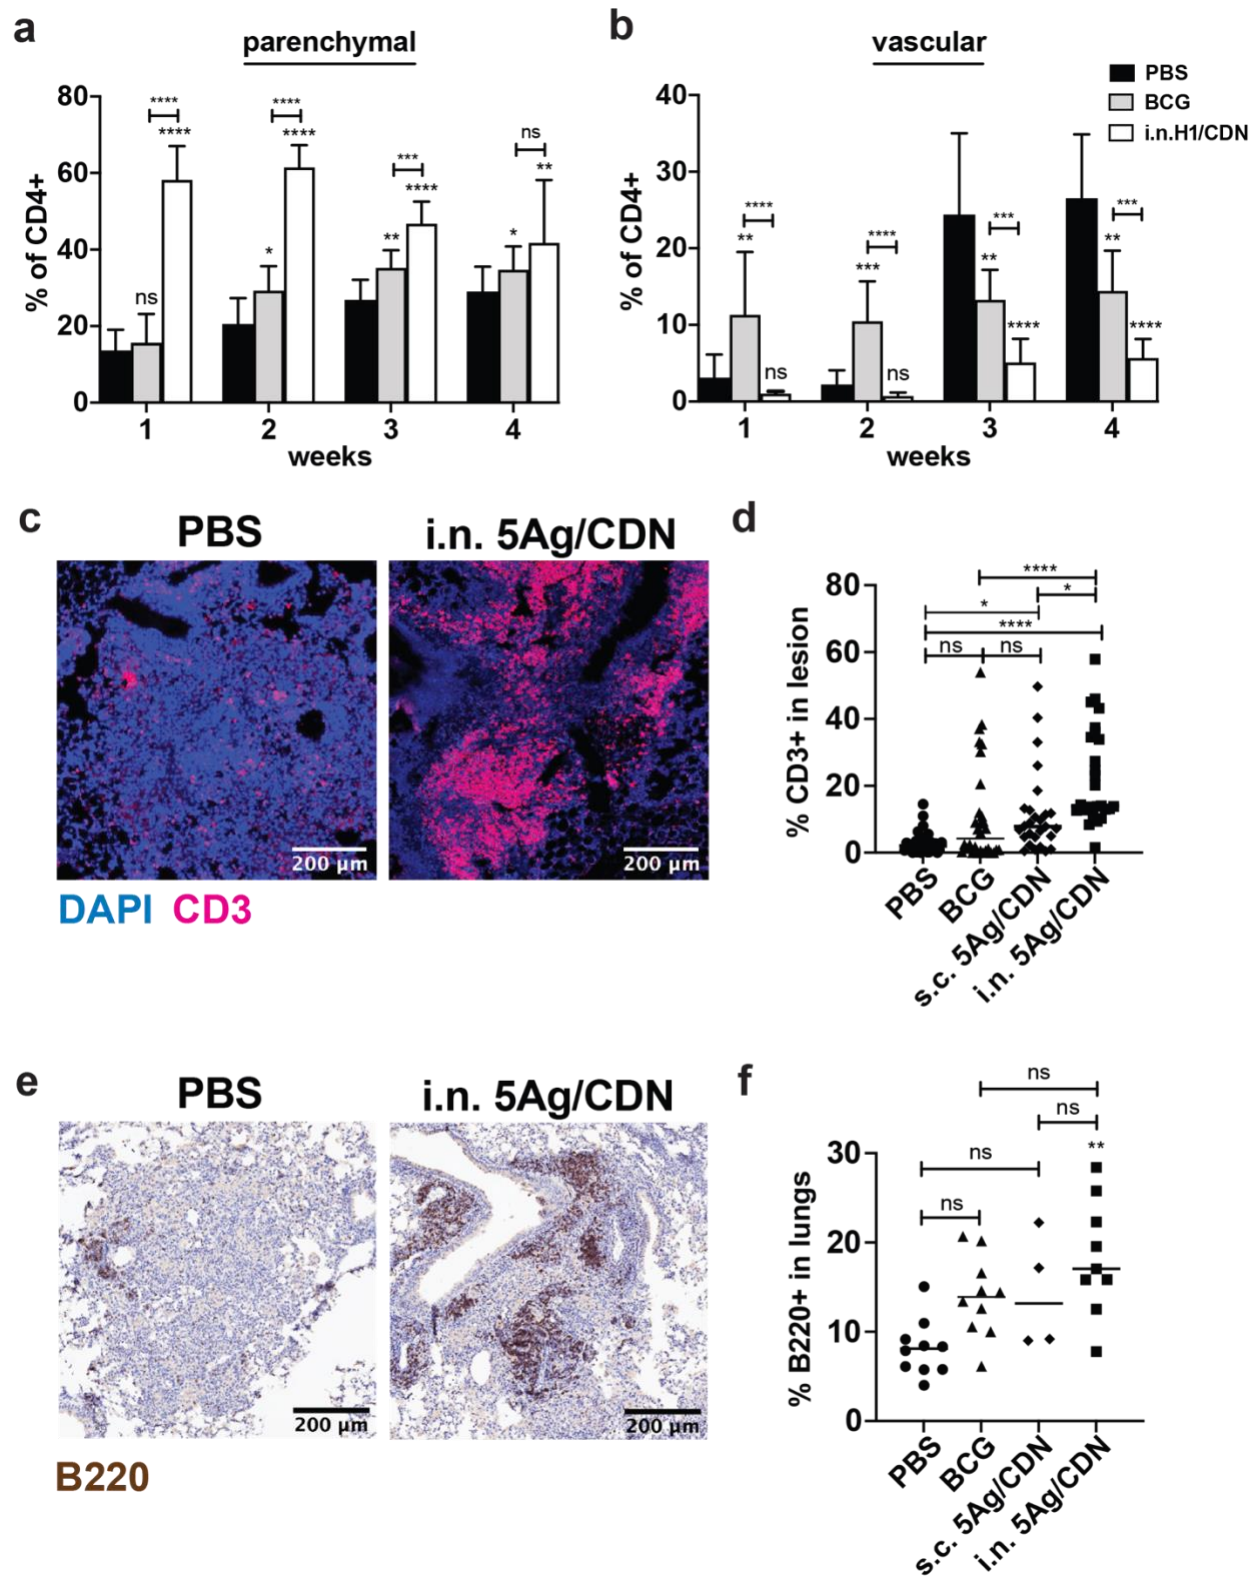 a
parenchymal
80
60
40
20
0
% of CD4+
**** ****
ns
* ****
****
** ****
***
* **
ns
1 2 3 4
weeks
b
vascular
PBS
BCG
i.n.H1/CDN
40
30
20
10
0
% of CD4+
****
** ns
****
*** ns
***
** ****
***
** ****
1 2 3 4
weeks
c
PBS
i.n. 5Ag/CDN
200 µm
200 µm
DAPI CD3
d
80
60
40
20
0
% CD3+ in lesion
****
*
*
****
ns ns
PBS
BCG
s.c. 5Ag/CDN
i.n. 5Ag/CDN
e
PBS
i.n. 5Ag/CDN
200 µm
200 µm
B220
f
ns
ns
**
ns
ns
30
20
10
0
% B220+ in lungs
PBS
BCG
s.c. 5Ag/CDN
i.n. 5Ag/CDN